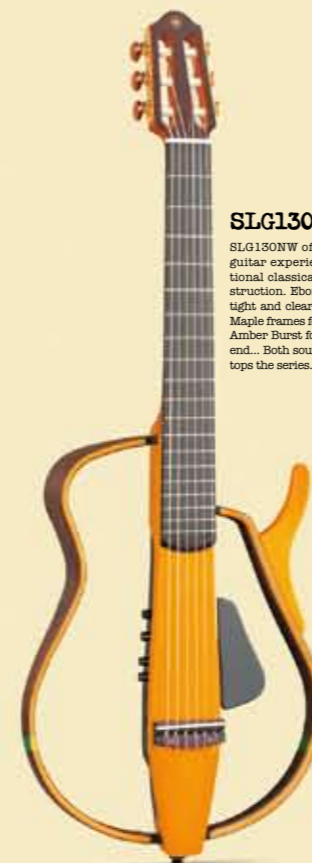 SLG130
SLG130NW of
guitar experie
tional classica
struction. Ebo
tight and clear
Maple frames f
Amber Burst fo
end... Both sou
tops the series.